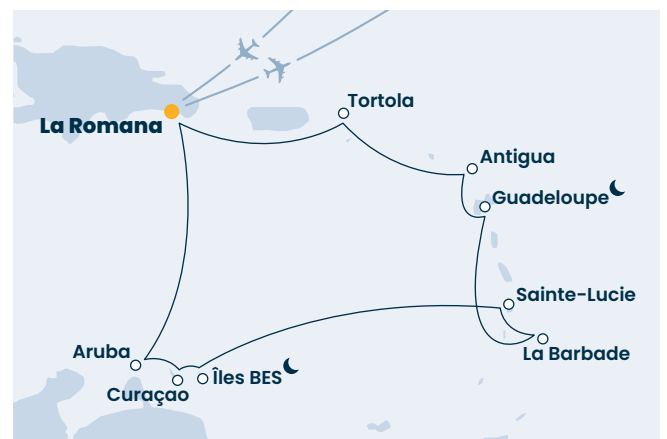 Tortola
La Romana
Antigua
Guadeloupe
Sainte-Lucie
Aruba
La Barbade
Îles BES
Curaçao